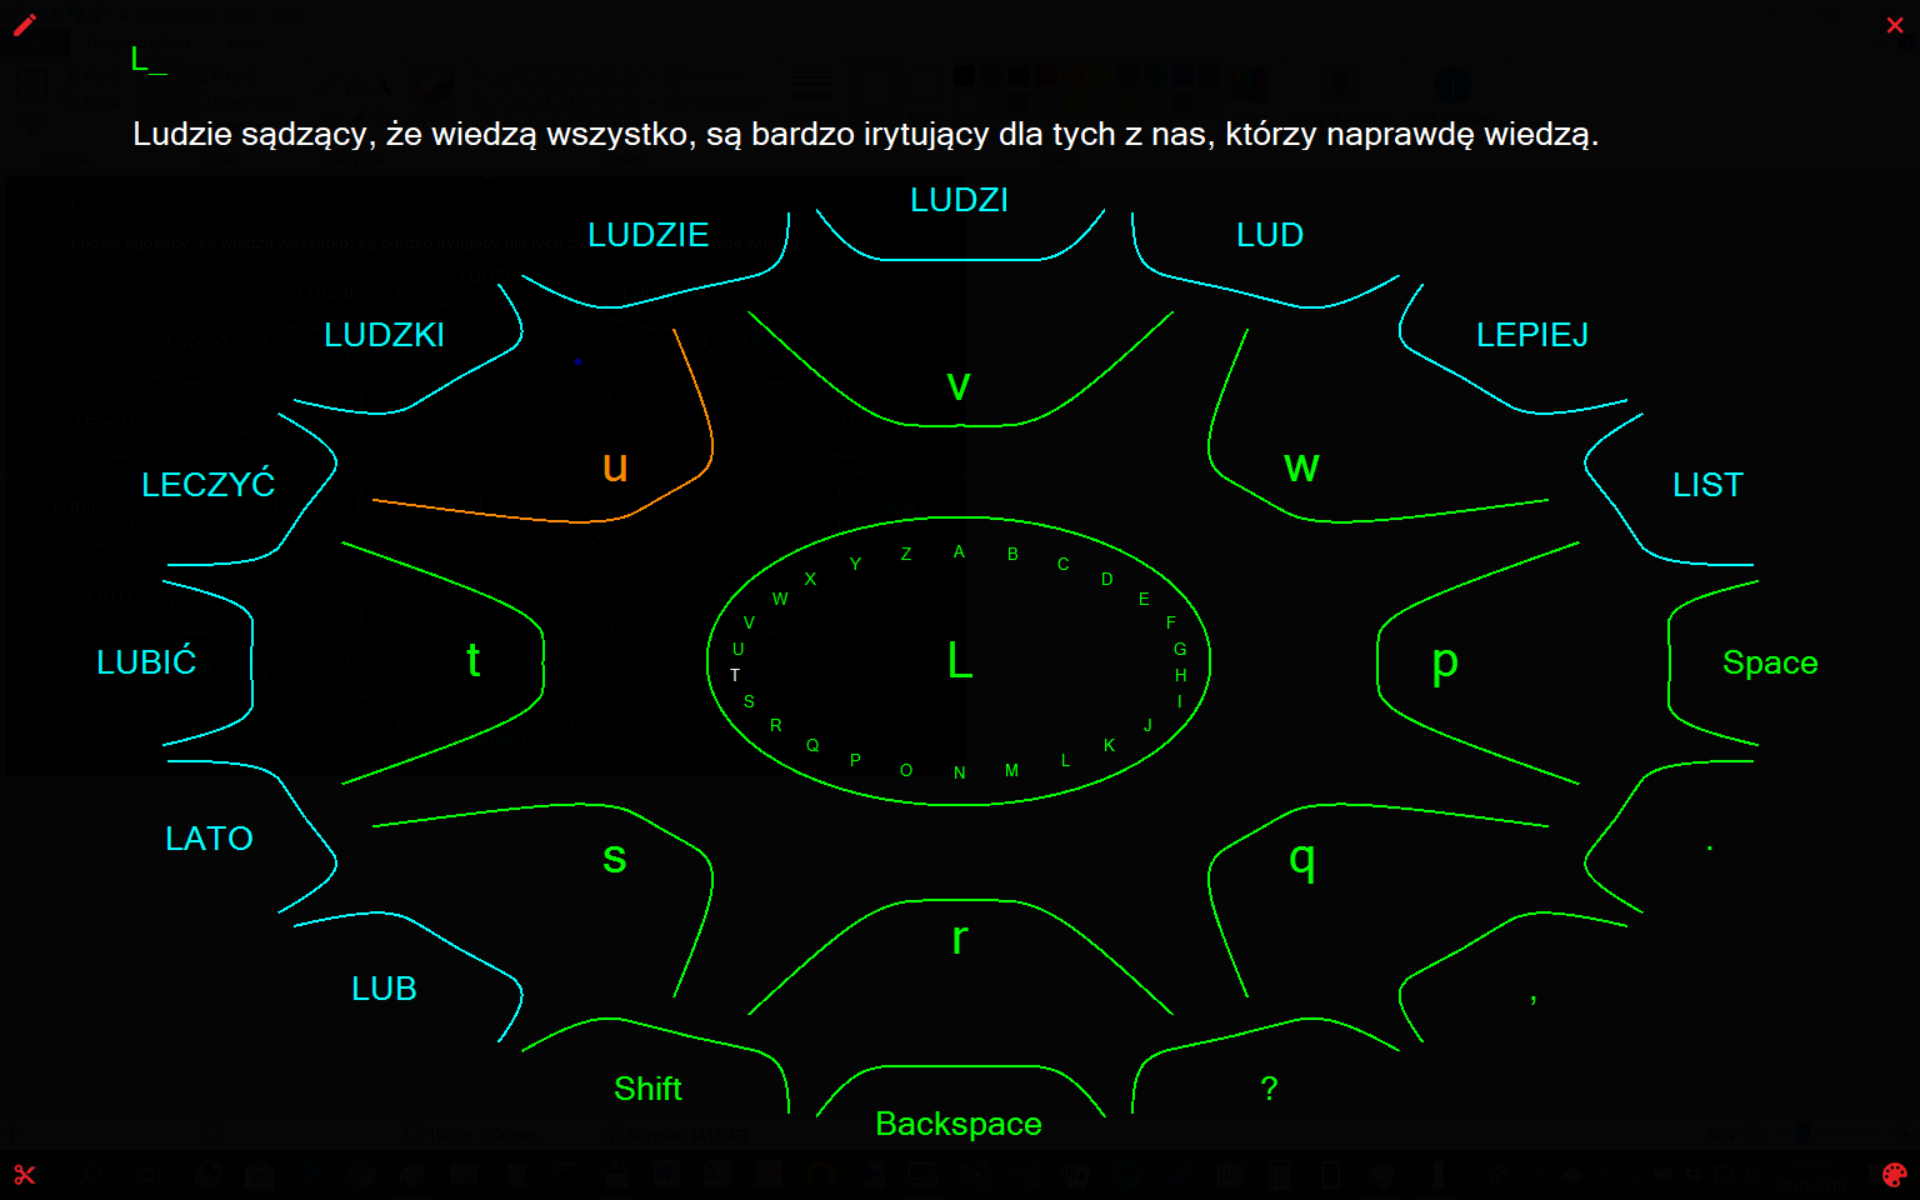 L_
Ludzie sądzący, że wiedzą wszystko, są bardzo irytujący dla tych z nas, którzy naprawdę wiedzą.
LUDZI
LUDZIE
LUD
LUDZKI
LEPIEJ
v
u
w
LECZYĆ
LIST
A
B
C
D
E
F
G
H
I
J
K
L
M
N
O
P
Q
R
S
T
U
V
W
X
Y
Z
LUBIĆ
t
L
p
Space
LATO
s
q
.
r
LUB
,
Shift
?
Backspace